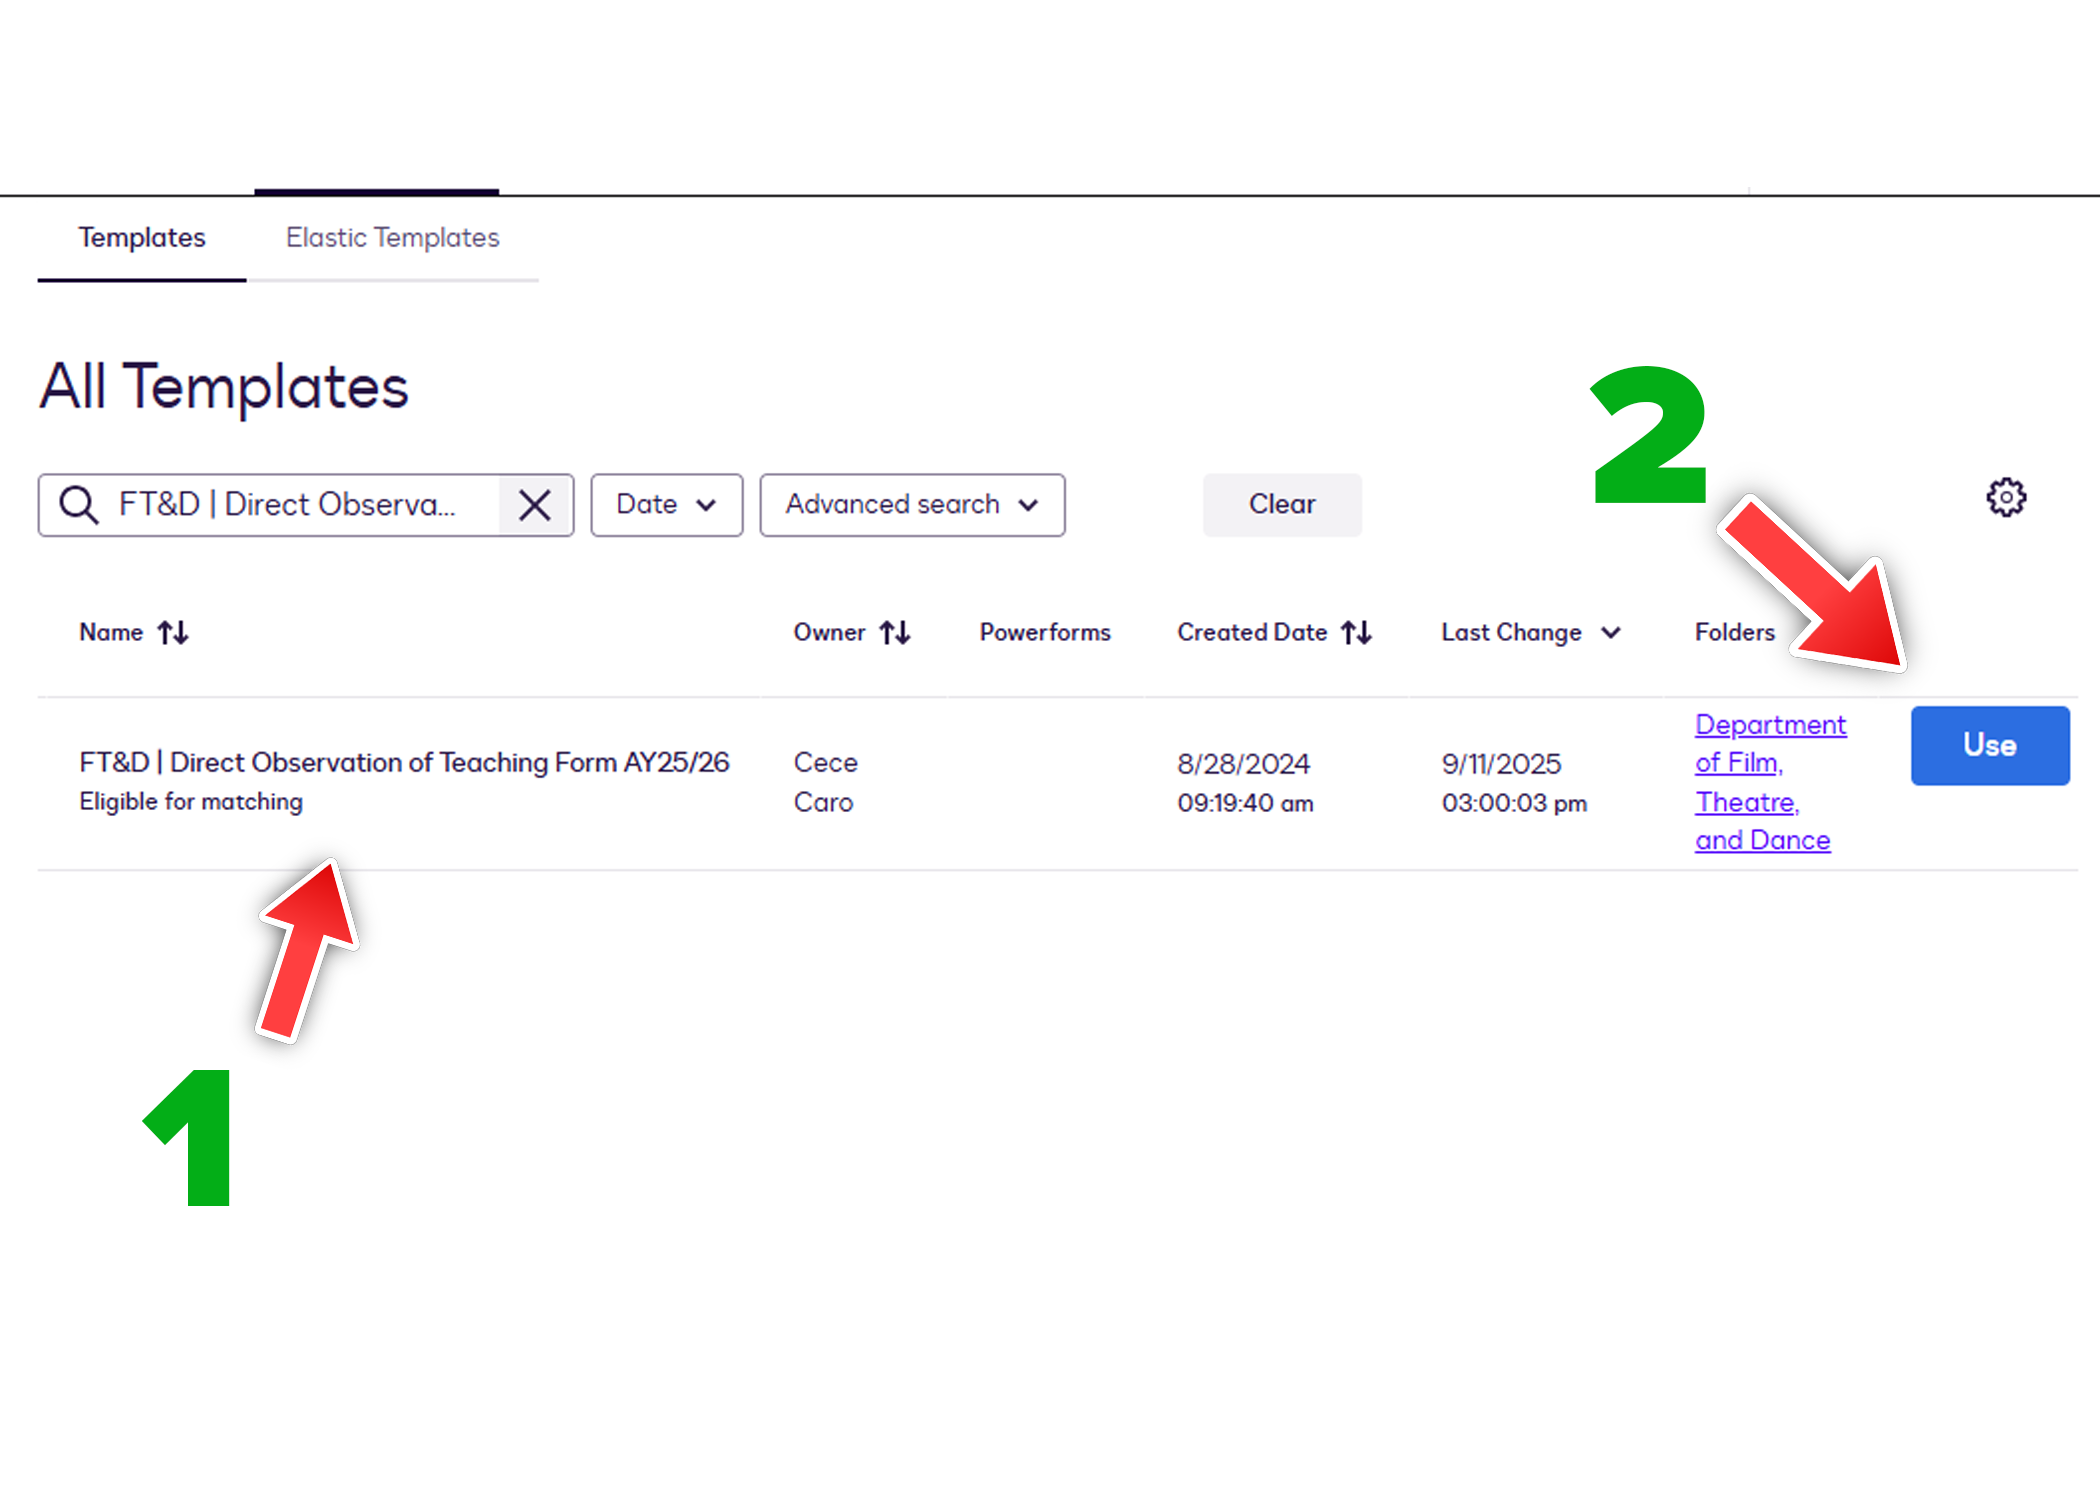 Templates Elastic Templates
All Templates
2
FT&D | Direct Observa... Date Advanced search Clear
Name Owner Powerforms Created Date Last Change Folders
FT&D | Direct Observation of Teaching Form AY25/26
Eligible for matching
Cece
Caro
8/28/2024
09:19:40 am
9/11/2025
03:00:03 pm
Department
of Film,
Theatre,
and Dance
Use
1